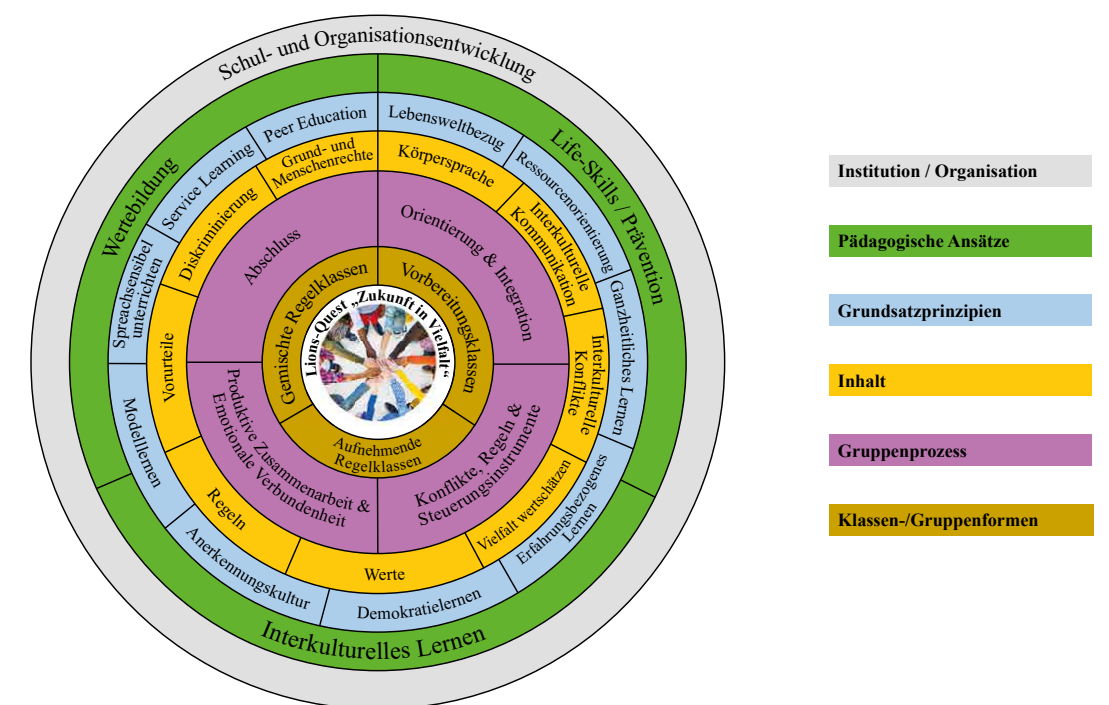 Schul- und Organisationsentwicklung
Wertebildung
Life-Skills / Prävention
Interkulturelles Lernen
Peer Education
Lebensweltbezug
Ressourcenorientierung
Ganzheitliches Lernen
Erfahrungsbezogenes
Lernen
Demokratielernen
Anerkennungskultur
Modelllernen
Spreachsensibel
unterrichten
Service Learning
Grund- und
Menschenrechte
Körpersprache
Interkulturelle
Kommunikation
Interkulturelle
Konflikte
Vielfalt wertschätzen
Werte
Regeln
Vorurteile
Diskriminierung
Abschluss
Orientierung & Integration
Konflikte, Regeln &
Steuerungsinstrumente
Produktive Zusammenarbeit &
Emotionale Verbundenheit
Gemischte Regelklassen
Vorbereitungsklassen
Aufnehmende
Regelklassen
Lions-Quest „Zukunft in Vielfalt“
Institution / Organisation
Pädagogische Ansätze
Grundsatzprinzipien
Inhalt
Gruppenprozess
Klassen-/Gruppenformen